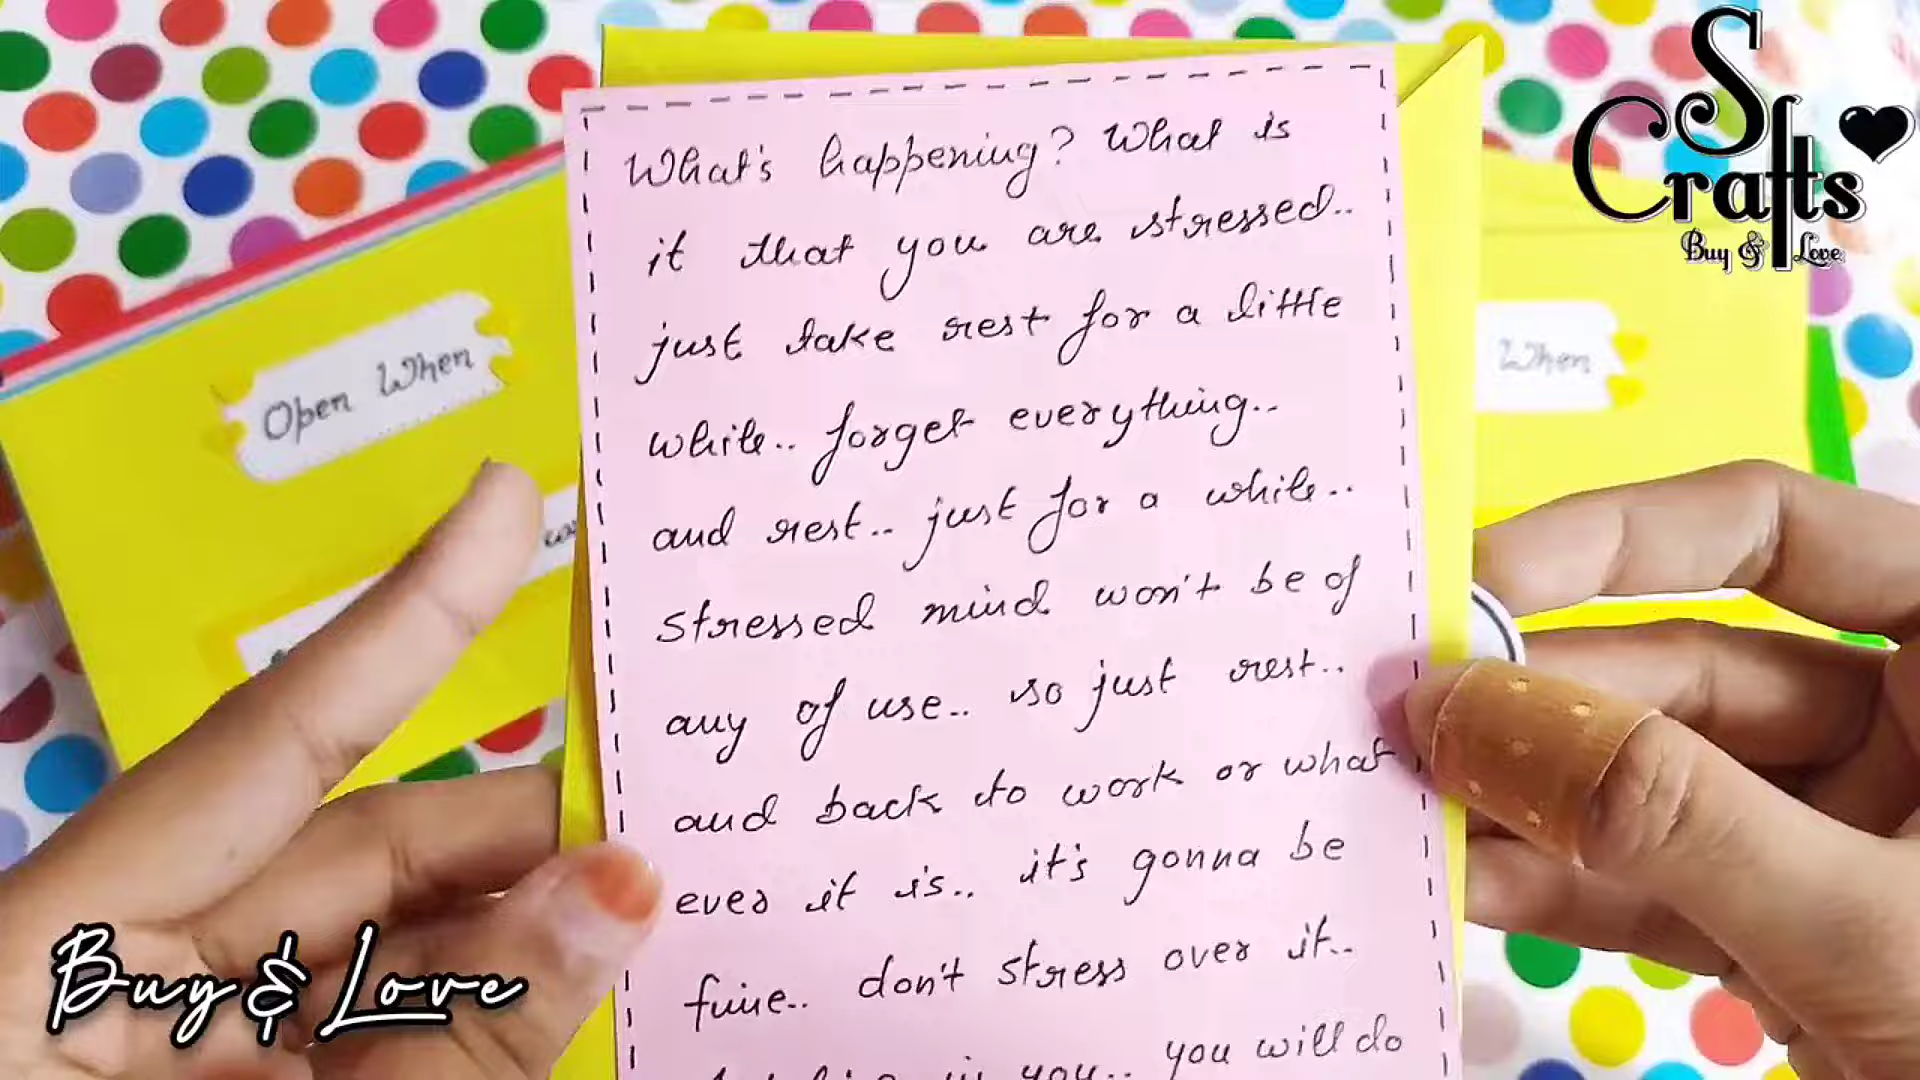 What's happening? What is
it that you are stressed..
just take rest for a little
while.. forget everything..
and rest.. just for a while..
stressed mind won't be of
any of use.. so just rest..
and back to work or what
ever it is.. it's gonna be
fine.. don't stress over it..
in you.. you will do
Open When
When
S Crafts
Buy & Love
Buy & Love